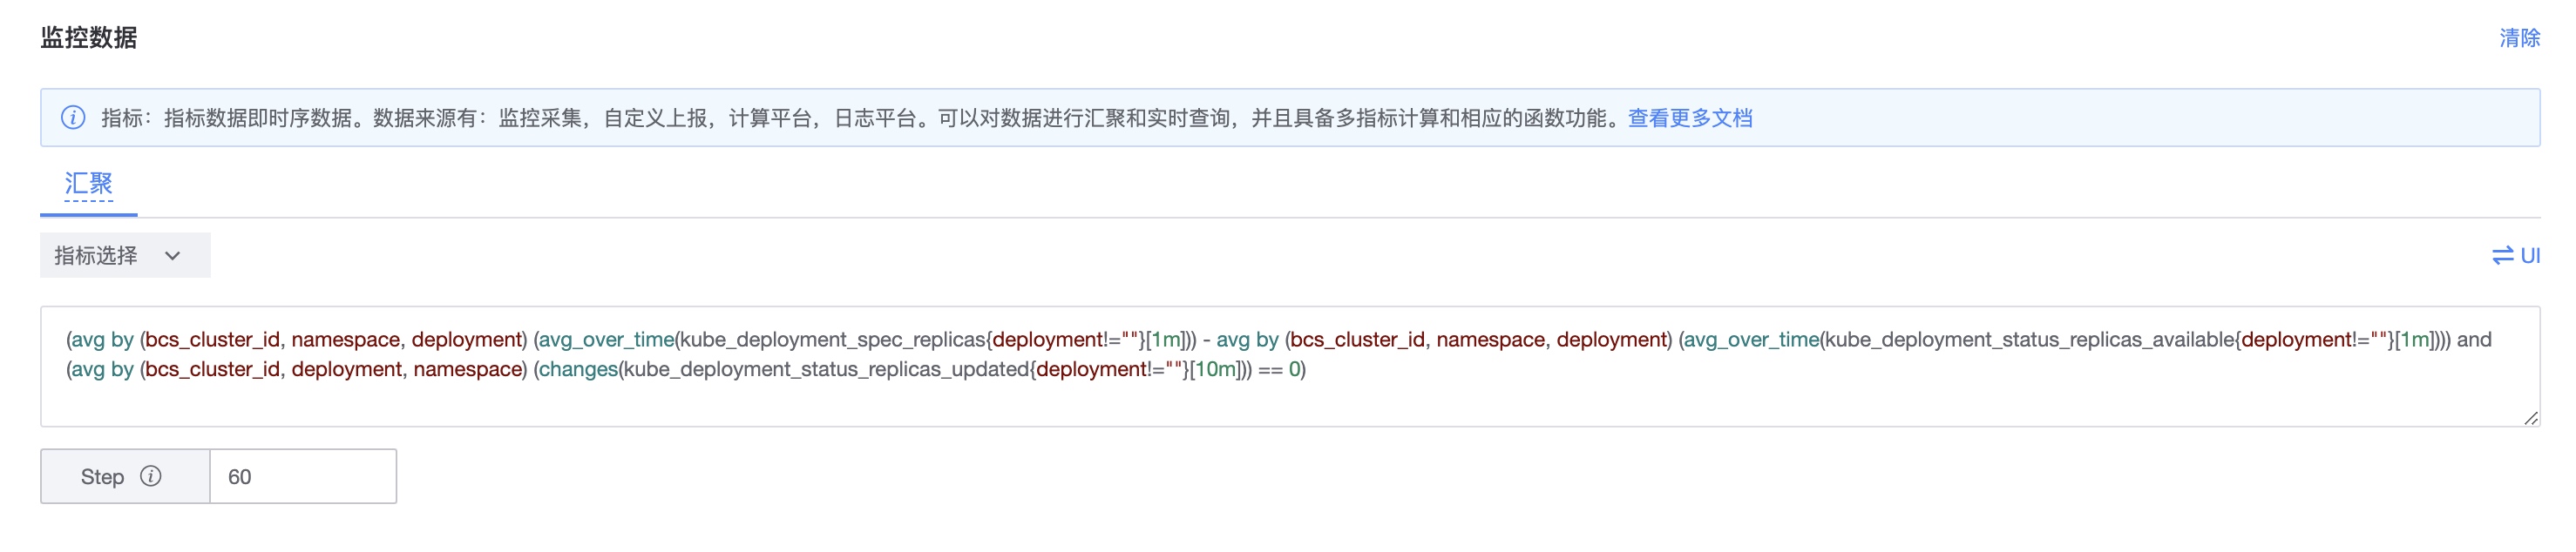 监控数据
清除
指标：指标数据即时序数据。数据来源有：监控采集，自定义上报，计算平台，日志平台。可以对数据进行汇聚和实时查询，并且具备多指标计算和相应的函数功能。查看更多文档
汇聚
指标选择
UI
(avg by (bcs_cluster_id, namespace, deployment) (avg_over_time(kube_deployment_spec_replicas{deployment!=""}[1m])) - avg by (bcs_cluster_id, namespace, deployment) (avg_over_time(kube_deployment_status_replicas_available{deployment!=""}[1m]))) and
(avg by (bcs_cluster_id, deployment, namespace) (changes(kube_deployment_status_replicas_updated{deployment!=""}[10m])) == 0)
Step 60